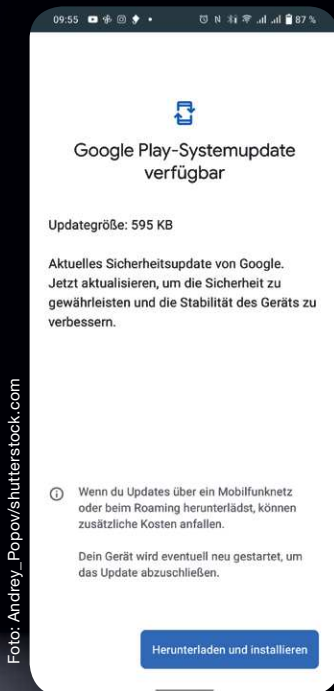 09:55
87 %
Google Play-Systemupdate
verfügbar
Updategröße: 595 KB
Aktuelles Sicherheitsupdate von Google.
Jetzt aktualisieren, um die Sicherheit zu
gewährleisten und die Stabilität des Geräts zu
verbessern.
Wenn du Updates über ein Mobilfunknetz
oder beim Roaming herunterlädst, können
zusätzliche Kosten anfallen.
Dein Gerät wird eventuell neu gestartet, um
das Update abzuschließen.
Herunterladen und installieren
Foto: Andrey_Popov/shutterstock.com